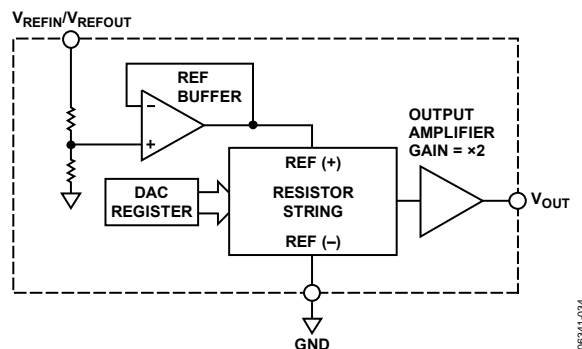 VREFIN/VREFOUT
REF
BUFFER
−
+
OUTPUT
AMPLIFIER
GAIN = ×2
DAC
REGISTER
REF (+)
RESISTOR
STRING
REF (–)
VOUT
GND
06341-034